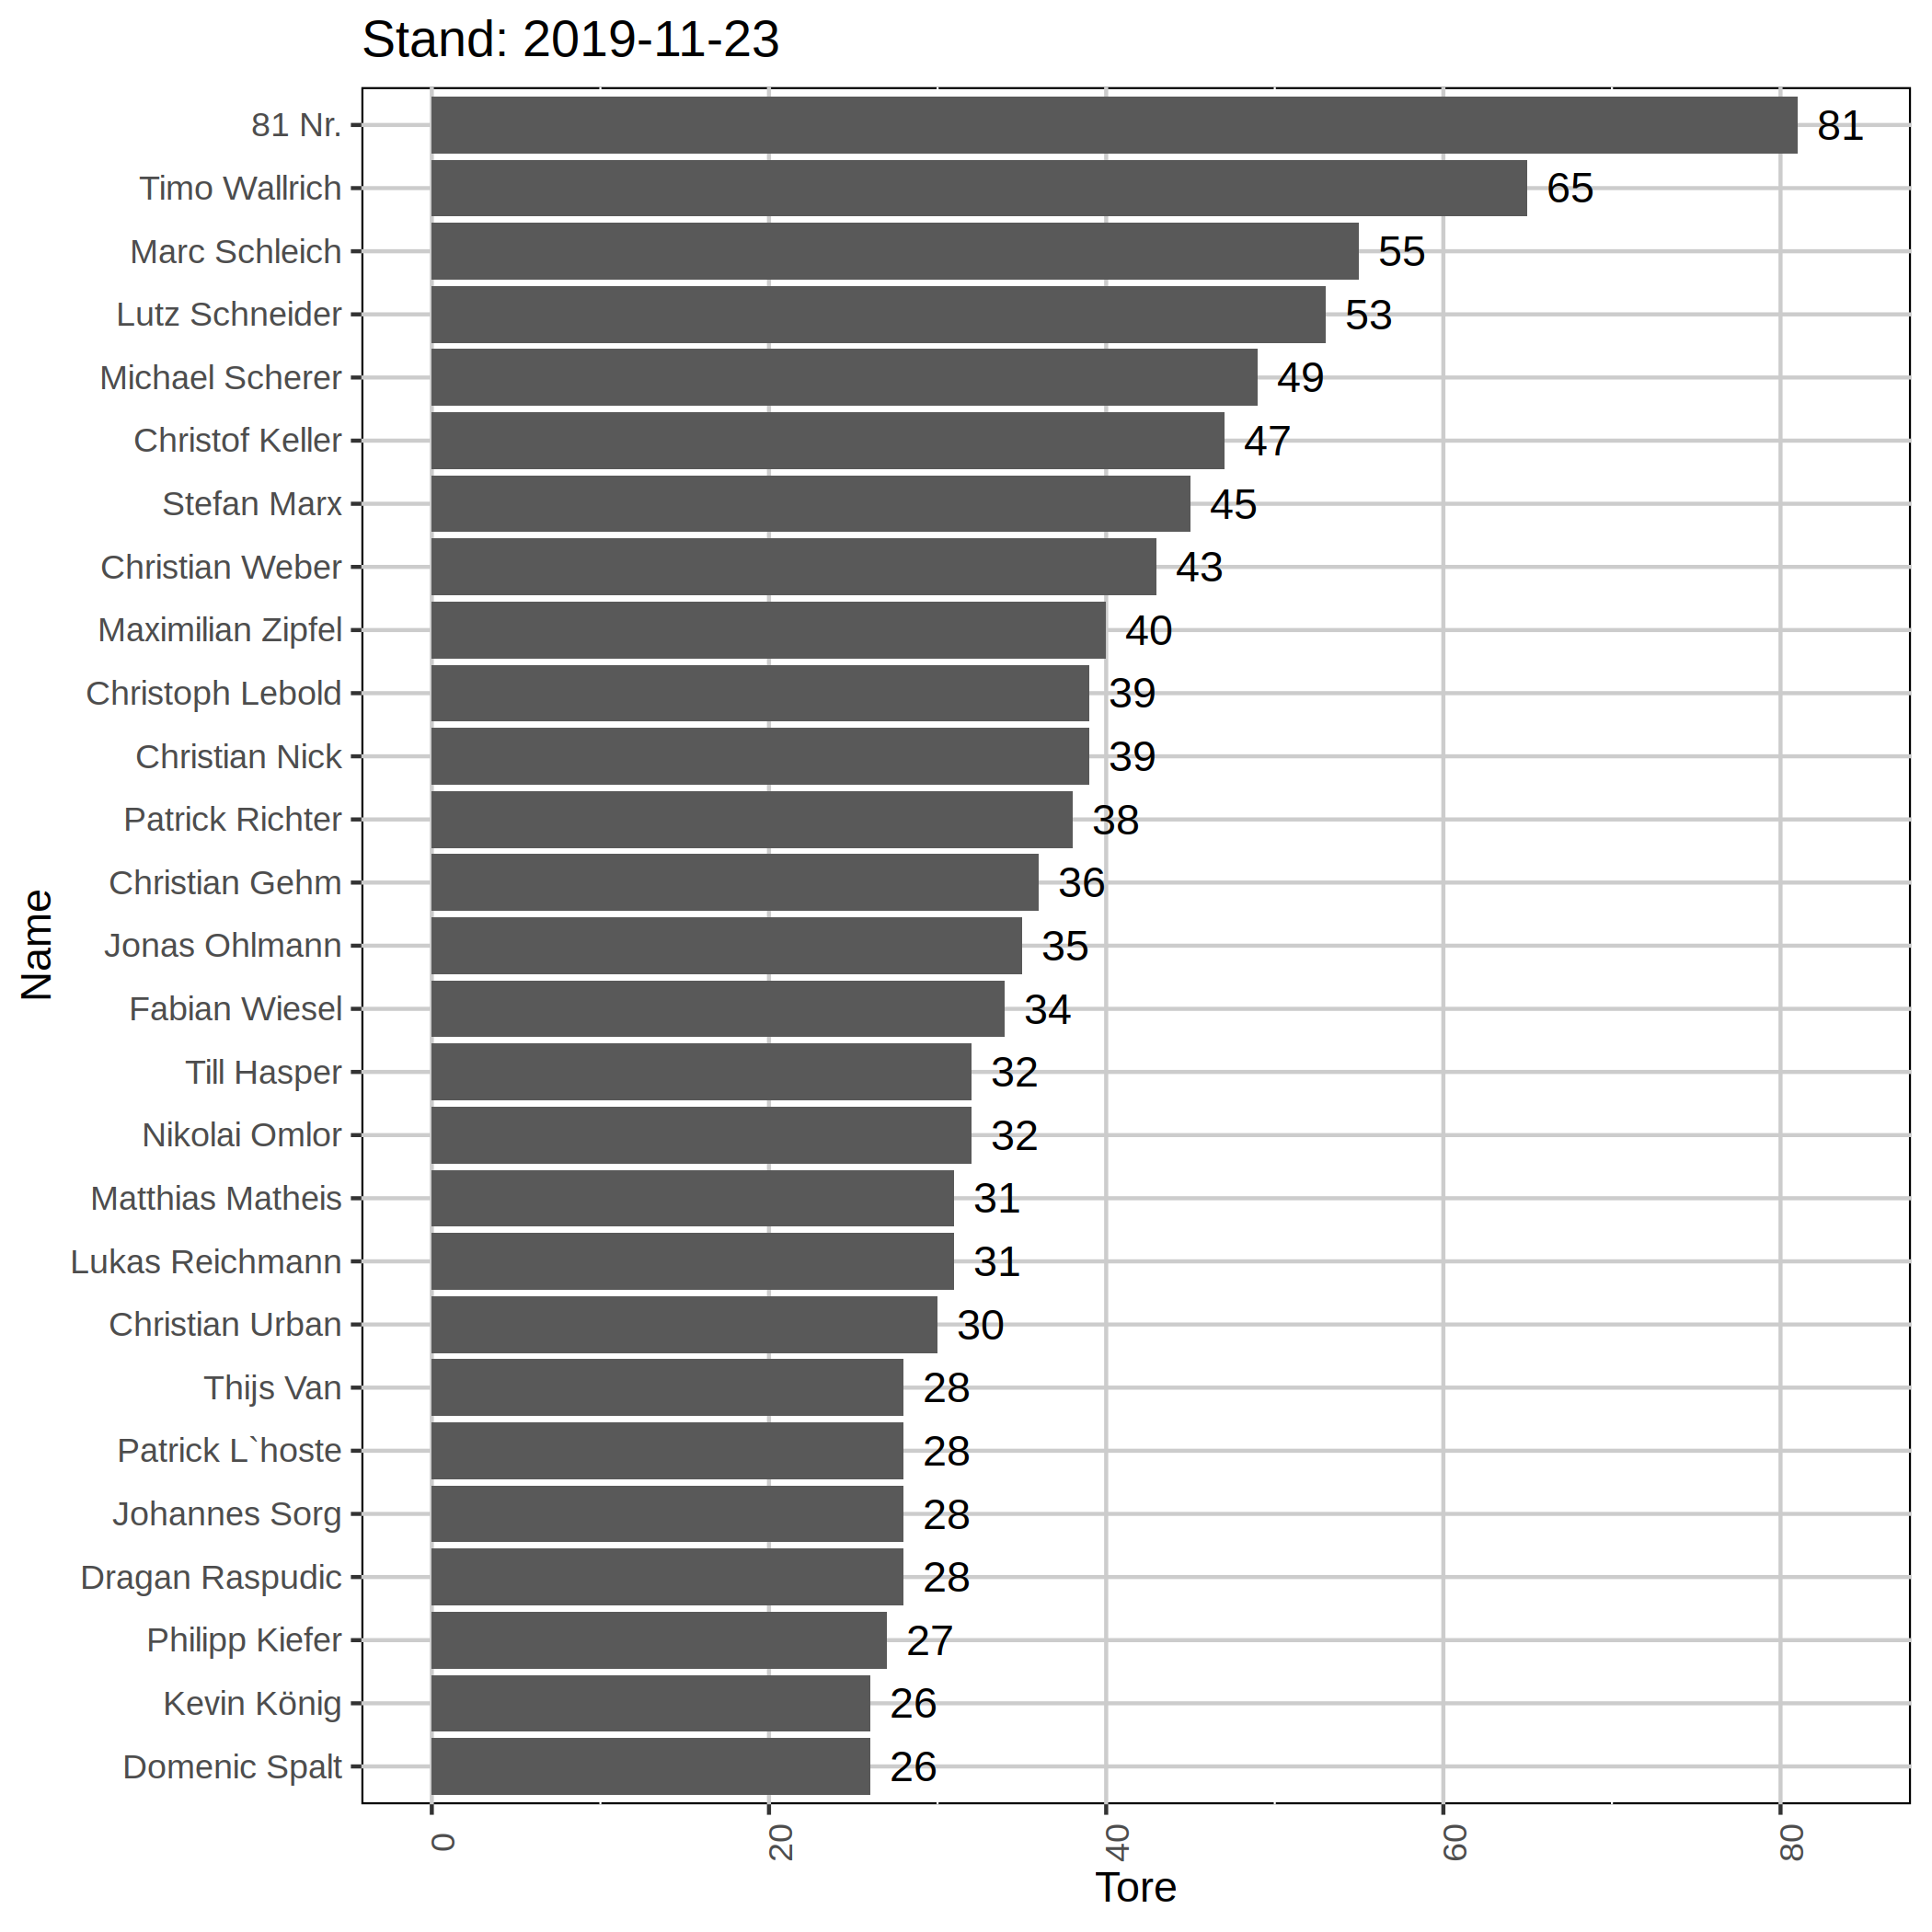 Stand: 2019-11-23
81 Nr. 81
Timo Wallrich 65
Marc Schleich 55
Lutz Schneider 53
Michael Scherer 49
Christof Keller 47
Stefan Marx 45
Christian Weber 43
Maximilian Zipfel 40
Christoph Lebold 39
Christian Nick 39
Patrick Richter 38
Christian Gehm 36
Jonas Ohlmann 35
Fabian Wiesel 34
Till Hasper 32
Nikolai Omlor 32
Matthias Matheis 31
Lukas Reichmann 31
Christian Urban 30
Thijs Van 28
Patrick L`hoste 28
Johannes Sorg 28
Dragan Raspudic 28
Philipp Kiefer 27
Kevin König 26
Domenic Spalt 26
Name
0 20 40 60 80
Tore